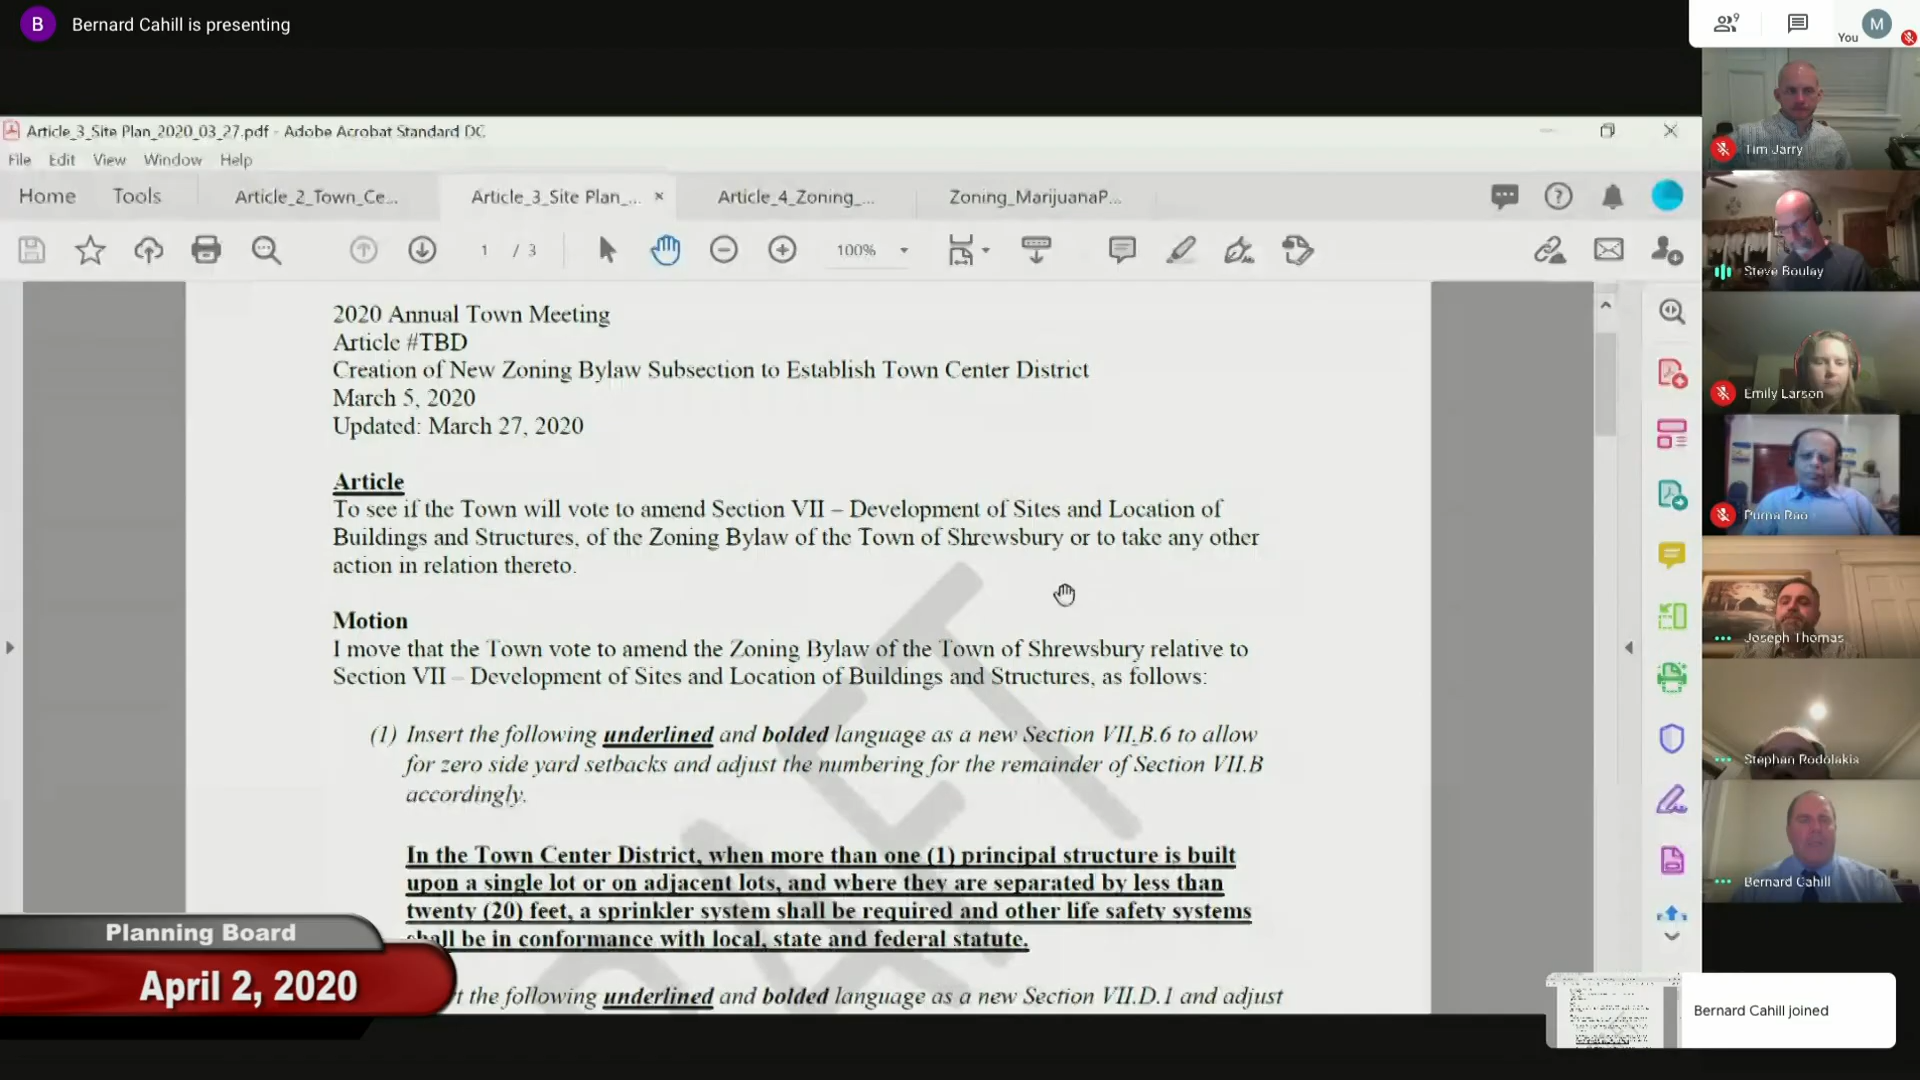 B Bernard Cahill is presenting
9
You M
Article_3_Site Plan_2020_03_27.pdf - Adobe Acrobat Standard DC
File Edit View Window Help
Home Tools Article_2_Town_Ce... Article_3_Site Plan_... × Article_4_Zoning_... Zoning_MarijuanaP...
1 / 3 100%
2020 Annual Town Meeting
Article #TBD
Creation of New Zoning Bylaw Subsection to Establish Town Center District
March 5, 2020
Updated: March 27, 2020
Article
To see if the Town will vote to amend Section VII – Development of Sites and Location of
Buildings and Structures, of the Zoning Bylaw of the Town of Shrewsbury or to take any other
action in relation thereto.
Motion
I move that the Town vote to amend the Zoning Bylaw of the Town of Shrewsbury relative to
Section VII – Development of Sites and Location of Buildings and Structures, as follows:
(1) Insert the following underlined and bolded language as a new Section VII.B.6 to allow
for zero side yard setbacks and adjust the numbering for the remainder of Section VII.B
accordingly.
In the Town Center District, when more than one (1) principal structure is built
upon a single lot or on adjacent lots, and where they are separated by less than
twenty (20) feet, a sprinkler system shall be required and other life safety systems
shall be in conformance with local, state and federal statute.
the following underlined and bolded language as a new Section VII.D.1 and adjust
Tim Jarry
Steve Boulay
Emily Larson
Purna Rao
Joseph Thomas
Stephan Rodolakis
Bernard Cahill
Planning Board
April 2, 2020
Bernard Cahill joined